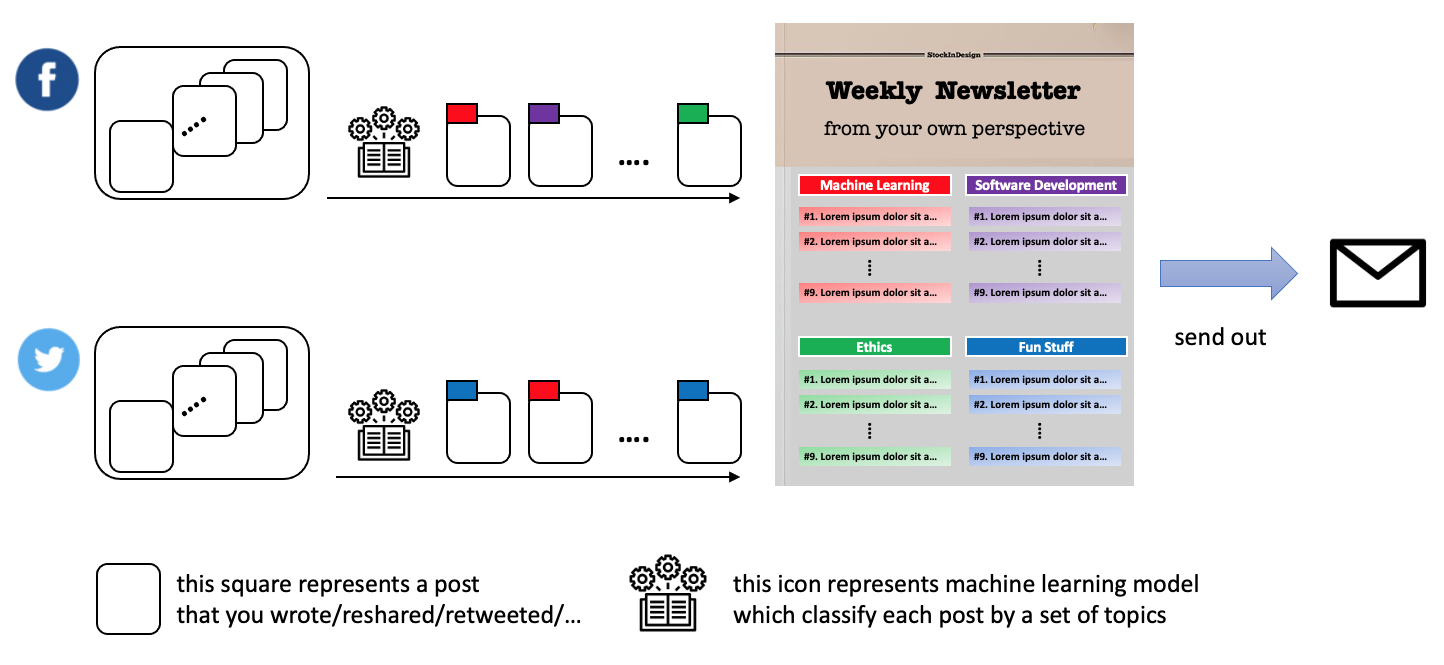 StockInDesign
Weekly Newsletter
from your own perspective
Machine Learning
#1. Lorem ipsum dolor sit a...
#2. Lorem ipsum dolor sit a...
#9. Lorem ipsum dolor sit a...
Software Development
#1. Lorem ipsum dolor sit a...
#2. Lorem ipsum dolor sit a...
#9. Lorem ipsum dolor sit a...
Ethics
#1. Lorem ipsum dolor sit a...
#2. Lorem ipsum dolor sit a...
#9. Lorem ipsum dolor sit a...
Fun Stuff
#1. Lorem ipsum dolor sit a...
#2. Lorem ipsum dolor sit a...
#9. Lorem ipsum dolor sit a...
send out
this square represents a post
that you wrote/reshared/retweeted/...
this icon represents machine learning model
which classify each post by a set of topics